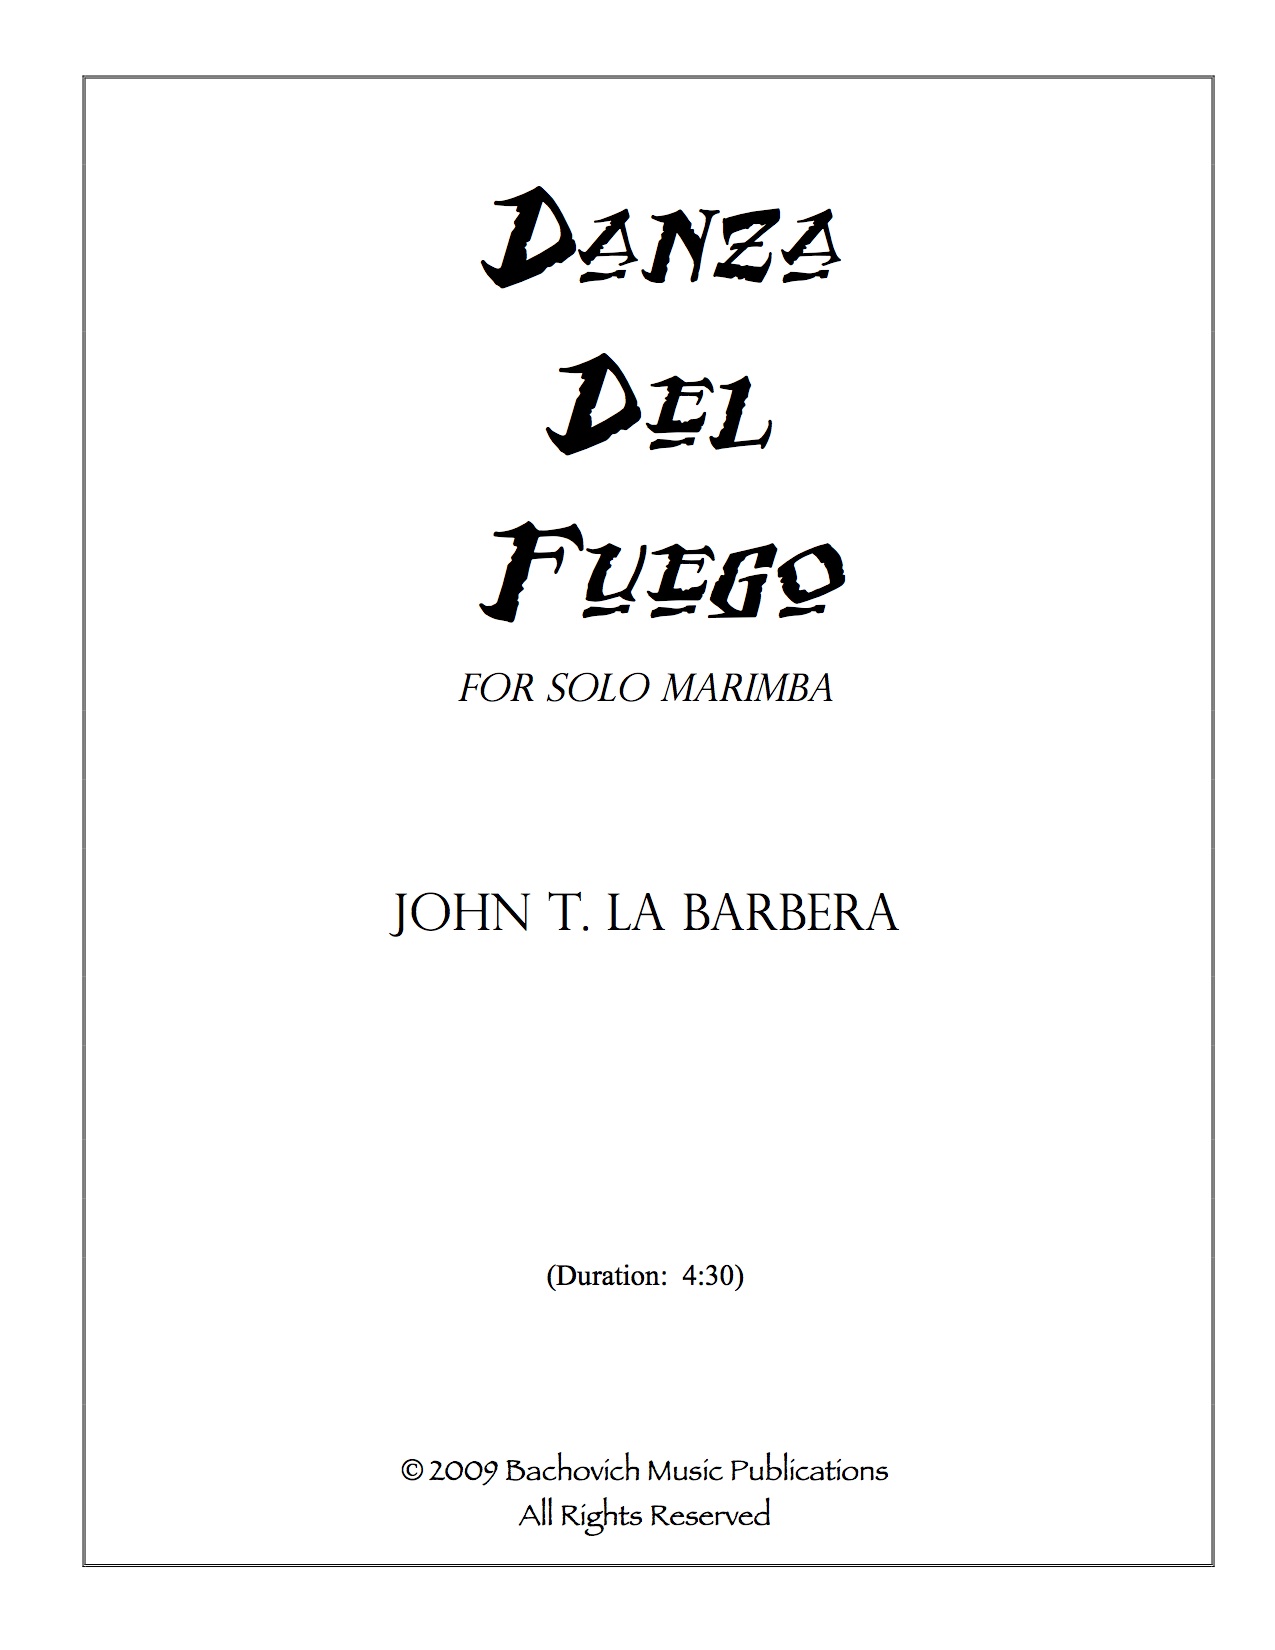 Danza
Del
Fuego
FOR SOLO MARIMBA
JOHN T. LA BARBERA
(Duration:  4:30)
© 2009 Bachovich Music Publications
All Rights Reserved